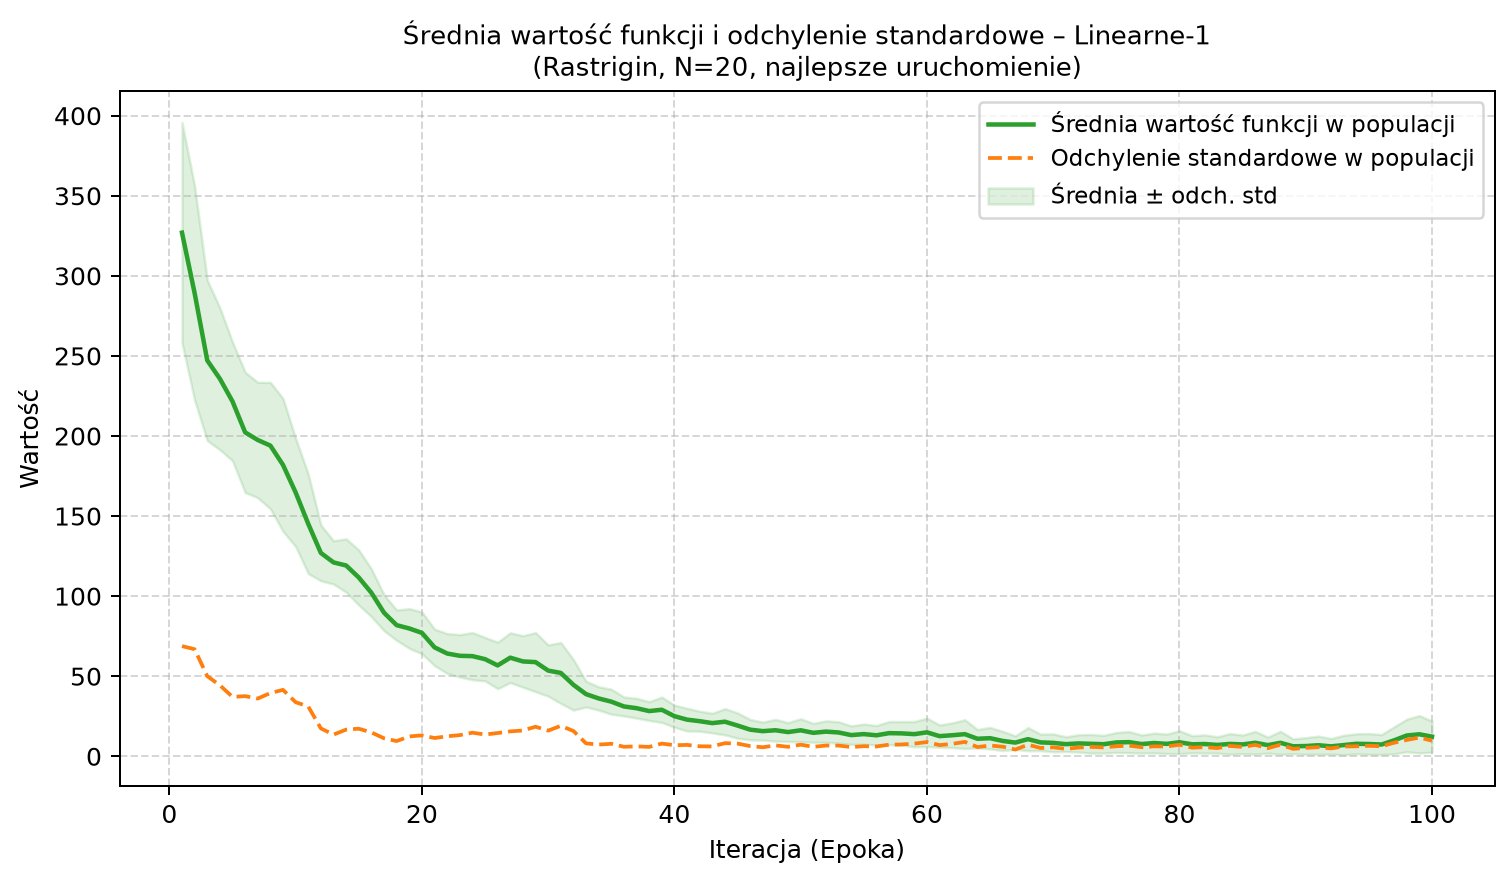 Średnia wartość funkcji i odchylenie standardowe – Linearne-1
(Rastrigin, N=20, najlepsze uruchomienie)
Średnia wartość funkcji w populacji
Odchylenie standardowe w populacji
Średnia ± odch. std
Wartość
400
350
300
250
200
150
100
50
0
0
20
40
60
80
100
Iteracja (Epoka)